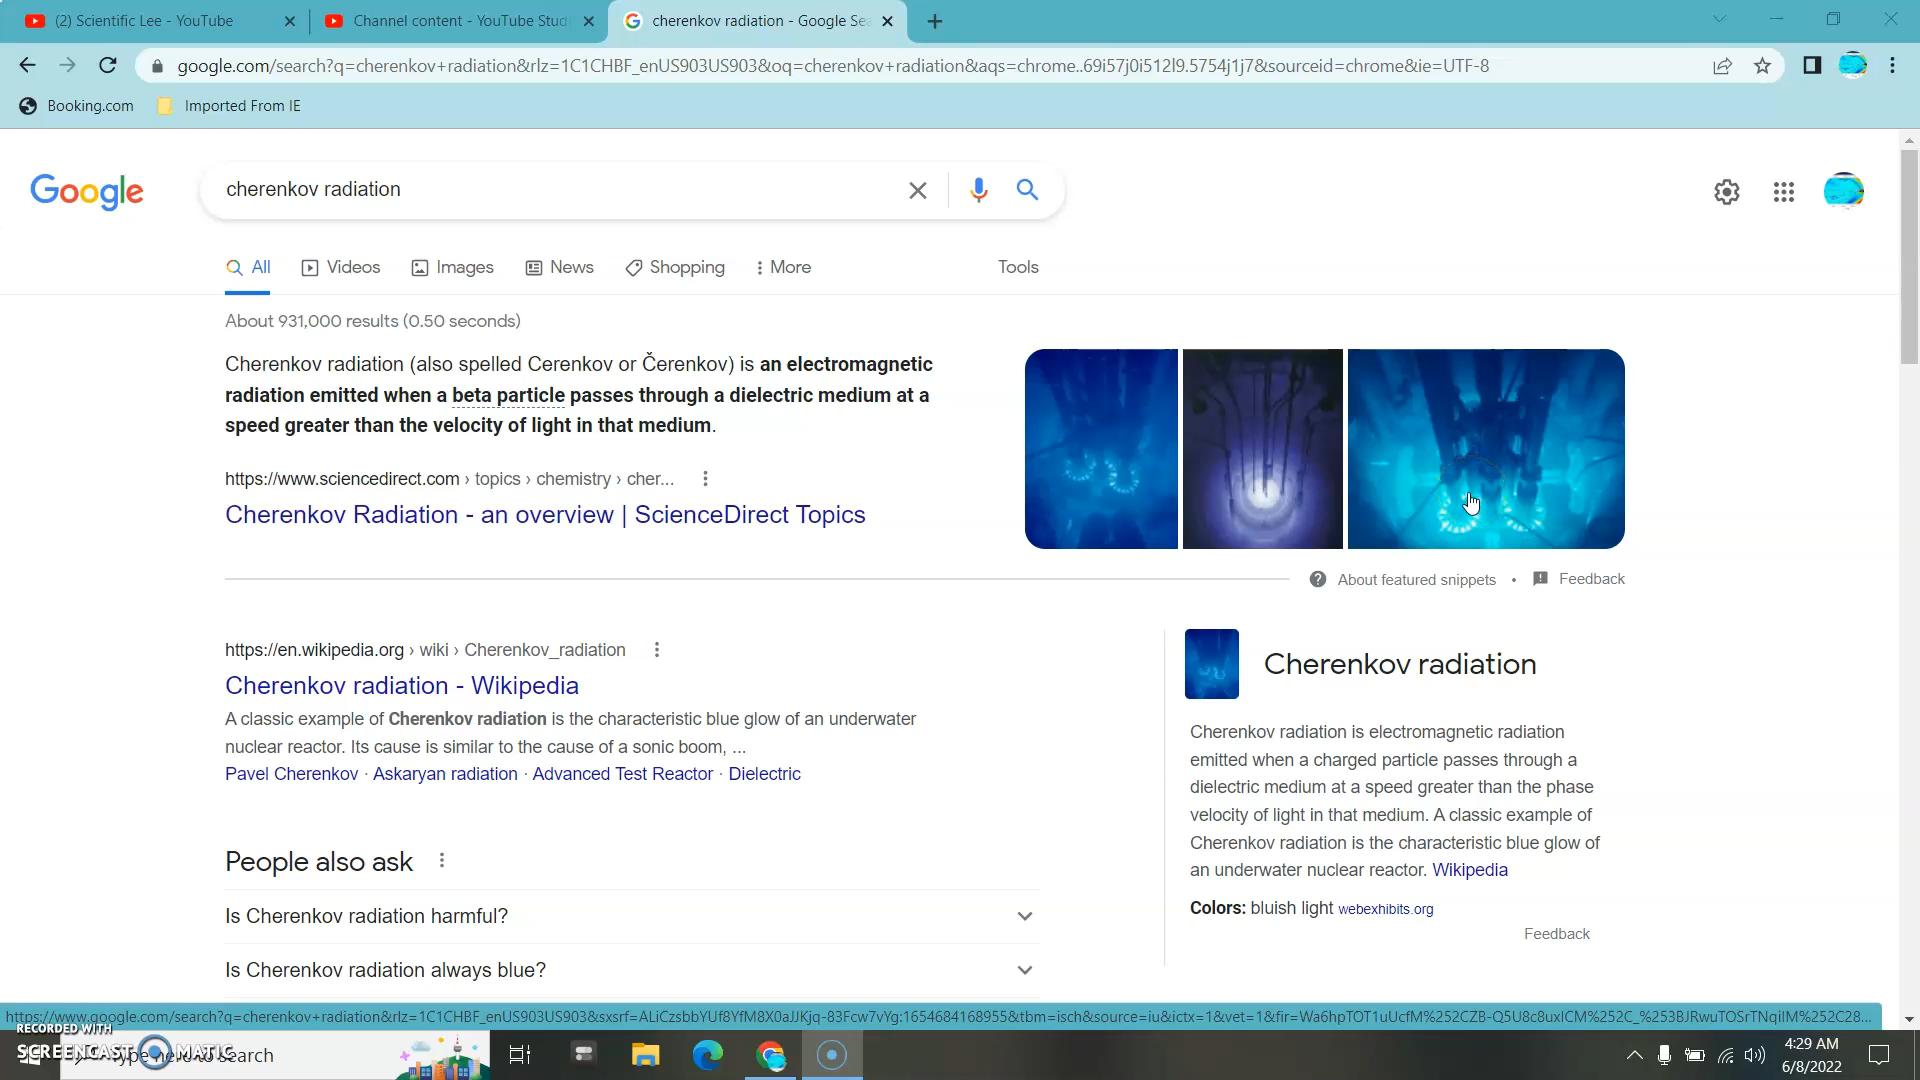 (2) Scientific Lee - YouTube
Channel content - YouTube Stud
cherenkov radiation - Google Sea
google.com/search?q=cherenkov+radiation&rlz=1C1CHBF_enUS903US903&oq=cherenkov+radiation&aqs=chrome..69i57j0i512l9.5754j1j7&sourceid=chrome&ie=UTF-8
Booking.com
Imported From IE
Google
cherenkov radiation
All
Videos
Images
News
Shopping
More
Tools
About 931,000 results (0.50 seconds)
Cherenkov radiation (also spelled Cerenkov or Čerenkov) is an electromagnetic
radiation emitted when a beta particle passes through a dielectric medium at a
speed greater than the velocity of light in that medium.
https://www.sciencedirect.com › topics › chemistry › cher...
Cherenkov Radiation - an overview | ScienceDirect Topics
About featured snippets • Feedback
https://en.wikipedia.org › wiki › Cherenkov_radiation
Cherenkov radiation - Wikipedia
A classic example of Cherenkov radiation is the characteristic blue glow of an underwater
nuclear reactor. Its cause is similar to the cause of a sonic boom, ...
Pavel Cherenkov · Askaryan radiation · Advanced Test Reactor · Dielectric
Cherenkov radiation
Cherenkov radiation is electromagnetic radiation
emitted when a charged particle passes through a
dielectric medium at a speed greater than the phase
velocity of light in that medium. A classic example of
Cherenkov radiation is the characteristic blue glow of
an underwater nuclear reactor. Wikipedia
Colors: bluish light webexhibits.org
Feedback
People also ask
Is Cherenkov radiation harmful?
Is Cherenkov radiation always blue?
RECORDED WITH
SCREENCAST MATIC
Type here to search
4:29 AM
6/8/2022